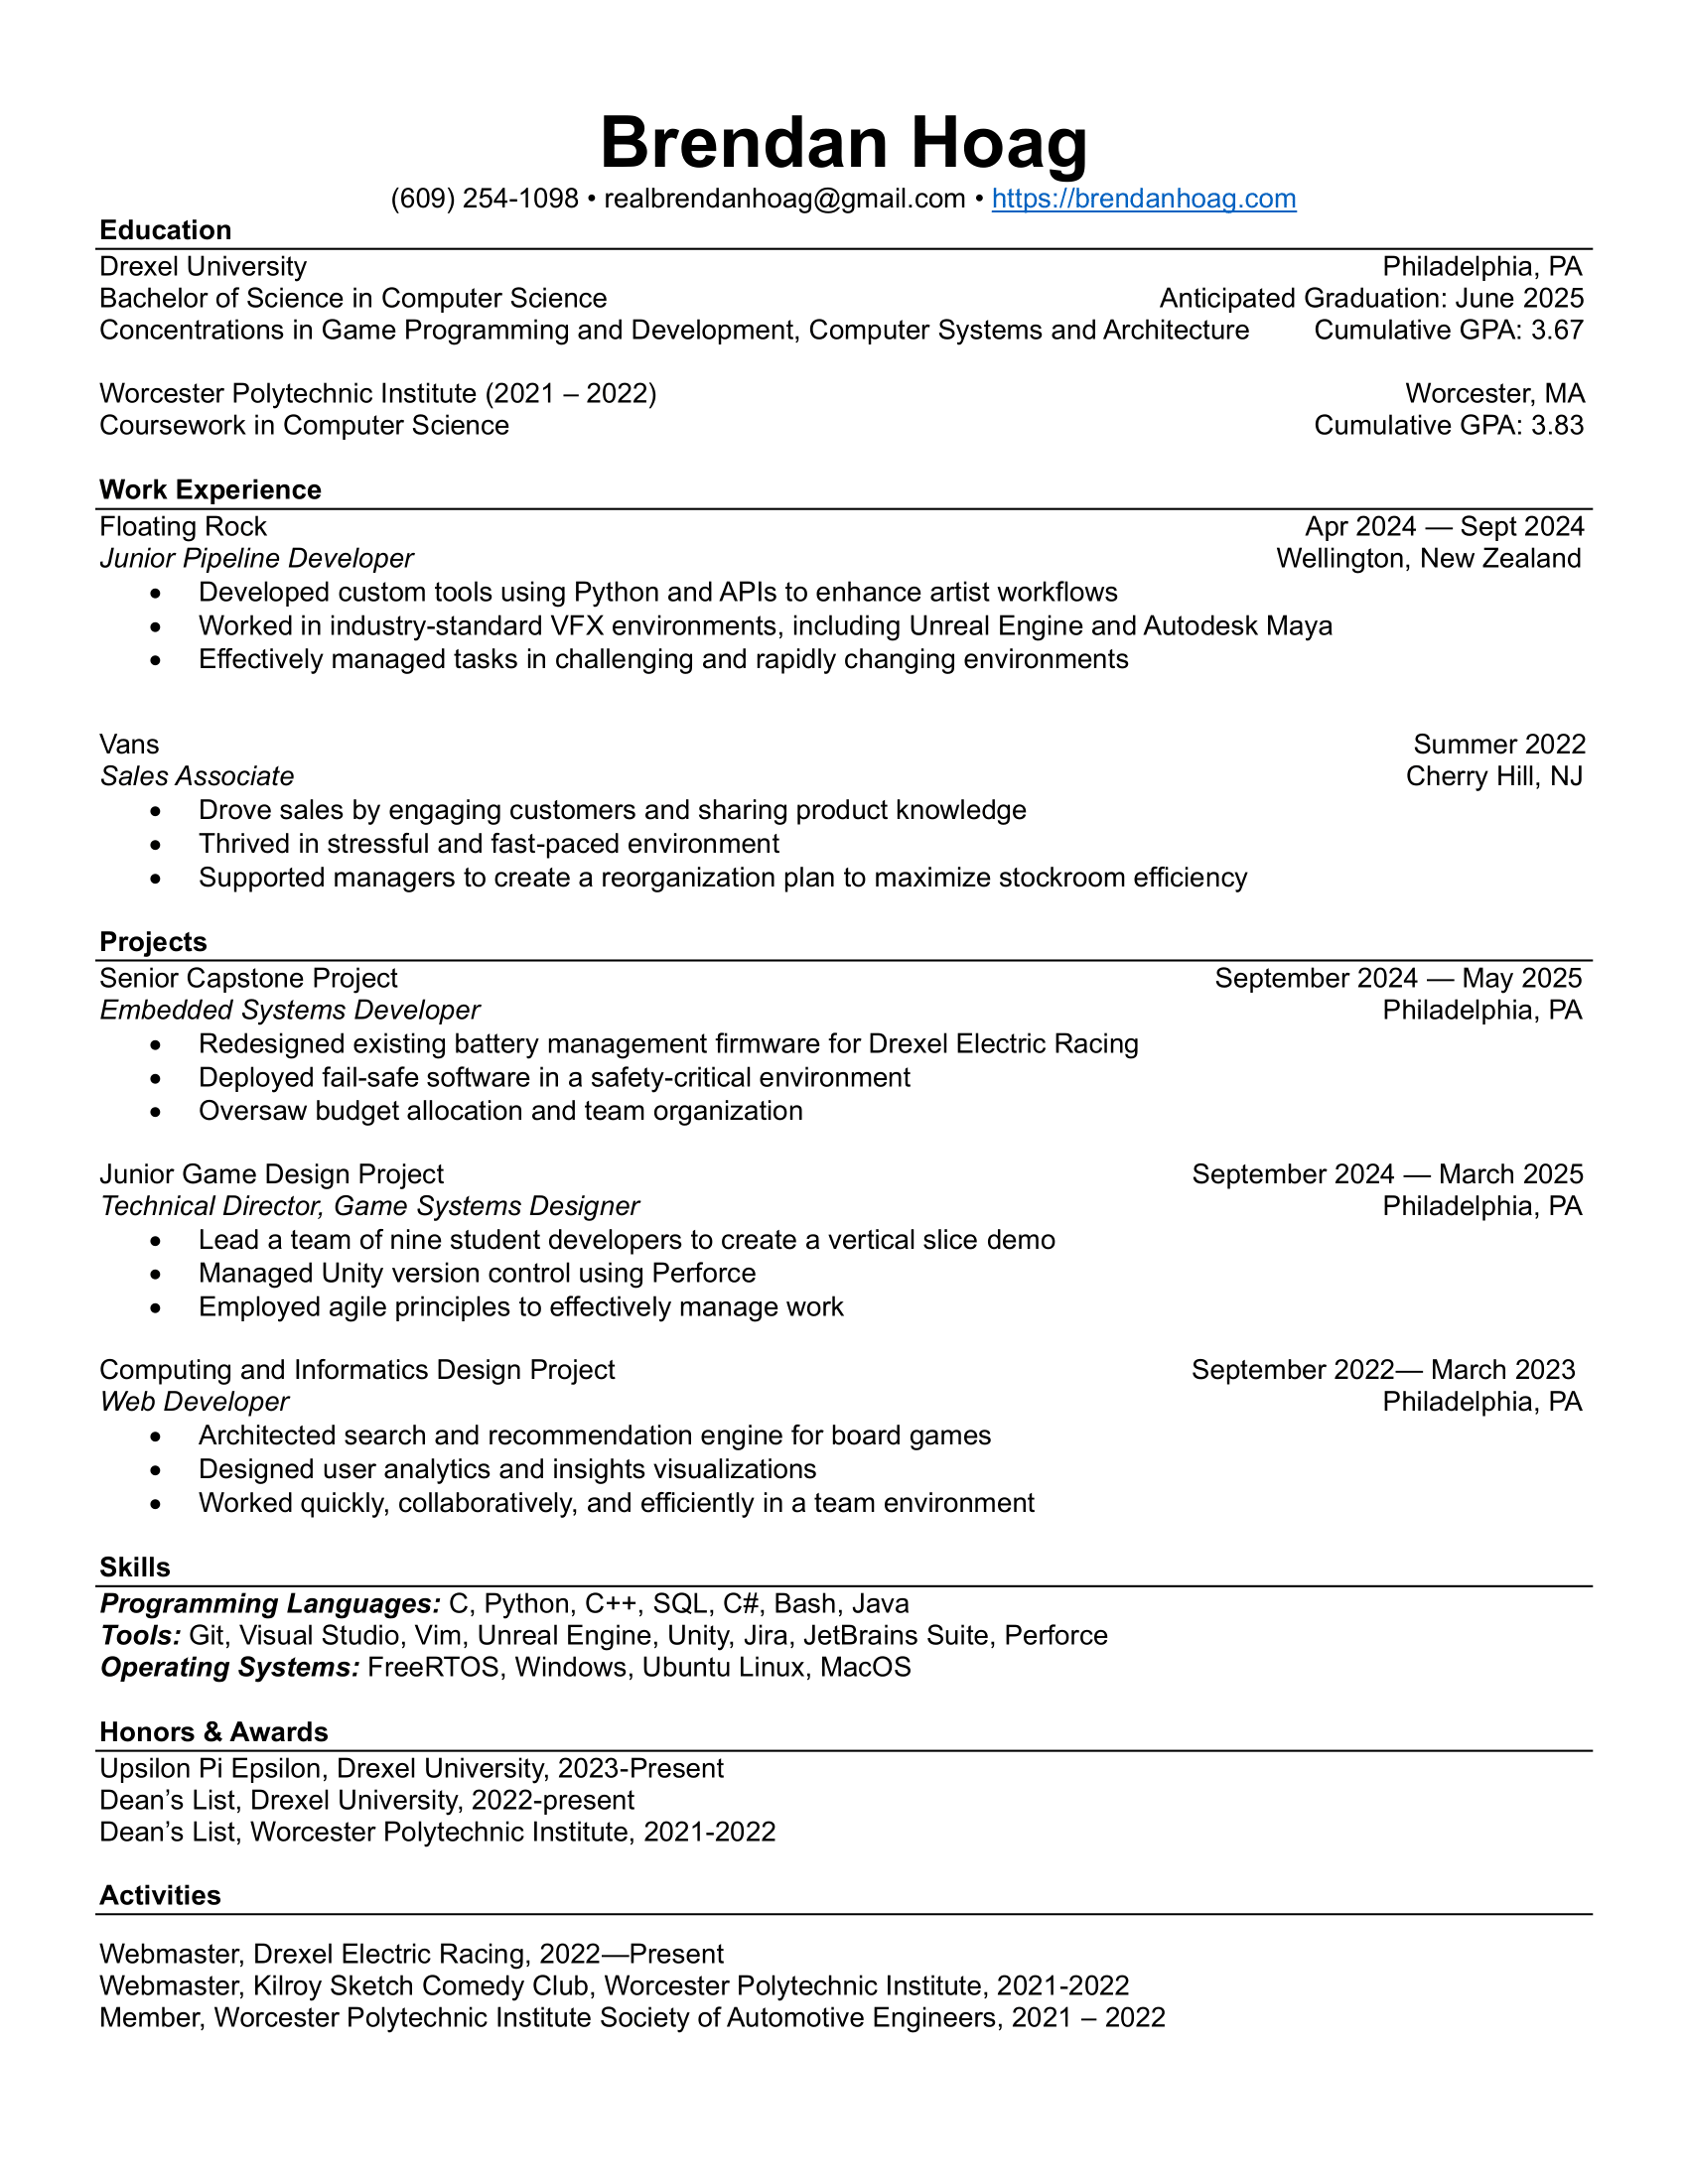 Brendan Hoag
(609) 254-1098 • realbrendanhoag@gmail.com • https://brendanhoag.com
Education
Drexel University Philadelphia, PA
Bachelor of Science in Computer Science Anticipated Graduation: June 2025
Concentrations in Game Programming and Development, Computer Systems and Architecture Cumulative GPA: 3.67
Worcester Polytechnic Institute (2021 – 2022) Worcester, MA
Coursework in Computer Science Cumulative GPA: 3.83
Work Experience
Floating Rock Apr 2024 — Sept 2024
Junior Pipeline Developer Wellington, New Zealand
• Developed custom tools using Python and APIs to enhance artist workflows
• Worked in industry-standard VFX environments, including Unreal Engine and Autodesk Maya
• Effectively managed tasks in challenging and rapidly changing environments
Vans Summer 2022
Sales Associate Cherry Hill, NJ
• Drove sales by engaging customers and sharing product knowledge
• Thrived in stressful and fast-paced environment
• Supported managers to create a reorganization plan to maximize stockroom efficiency
Projects
Senior Capstone Project September 2024 — May 2025
Embedded Systems Developer Philadelphia, PA
• Redesigned existing battery management firmware for Drexel Electric Racing
• Deployed fail-safe software in a safety-critical environment
• Oversaw budget allocation and team organization
Junior Game Design Project September 2024 — March 2025
Technical Director, Game Systems Designer Philadelphia, PA
• Lead a team of nine student developers to create a vertical slice demo
• Managed Unity version control using Perforce
• Employed agile principles to effectively manage work
Computing and Informatics Design Project September 2022— March 2023
Web Developer Philadelphia, PA
• Architected search and recommendation engine for board games
• Designed user analytics and insights visualizations
• Worked quickly, collaboratively, and efficiently in a team environment
Skills
Programming Languages: C, Python, C++, SQL, C#, Bash, Java
Tools: Git, Visual Studio, Vim, Unreal Engine, Unity, Jira, JetBrains Suite, Perforce
Operating Systems: FreeRTOS, Windows, Ubuntu Linux, MacOS
Honors & Awards
Upsilon Pi Epsilon, Drexel University, 2023-Present
Dean’s List, Drexel University, 2022-present
Dean’s List, Worcester Polytechnic Institute, 2021-2022
Activities
Webmaster, Drexel Electric Racing, 2022—Present
Webmaster, Kilroy Sketch Comedy Club, Worcester Polytechnic Institute, 2021-2022
Member, Worcester Polytechnic Institute Society of Automotive Engineers, 2021 – 2022